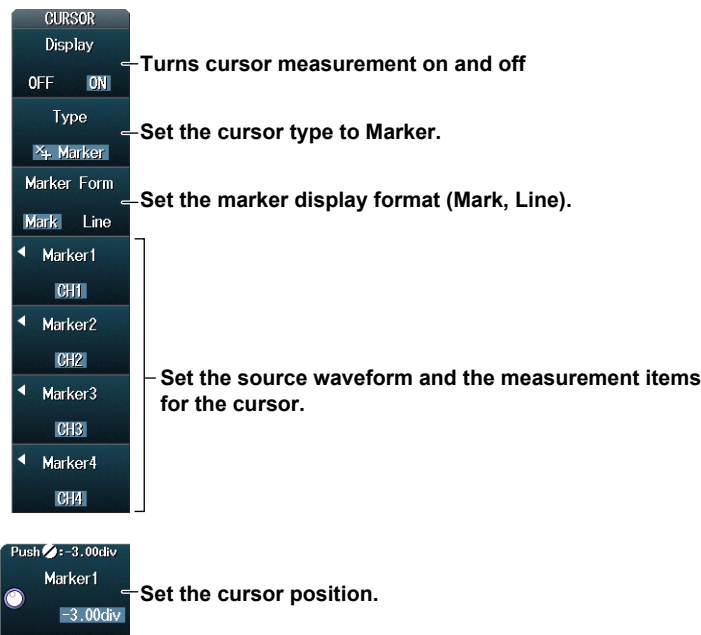 CURSOR
Display
OFF ON
Turns cursor measurement on and off
Type
Marker
Set the cursor type to Marker.
Marker Form
Mark Line
Set the marker display format (Mark, Line).
Marker1
CH1
Marker2
CH2
Marker3
CH3
Marker4
CH4
Set the source waveform and the measurement items
for the cursor.
Push :-3.00div
Marker1
-3.00div
Set the cursor position.